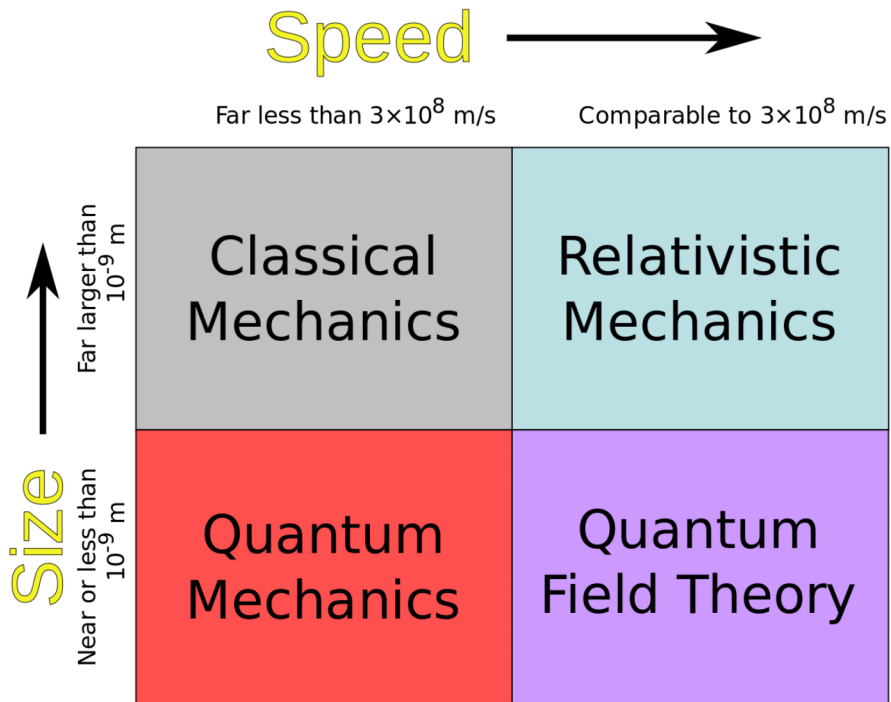 Speed
Far less than 3×10⁸ m/s
Comparable to 3×10⁸ m/s
Size
Far larger than
10⁻⁹ m
Classical
Mechanics
Relativistic
Mechanics
Near or less than
10⁻⁹ m
Quantum
Mechanics
Quantum
Field Theory